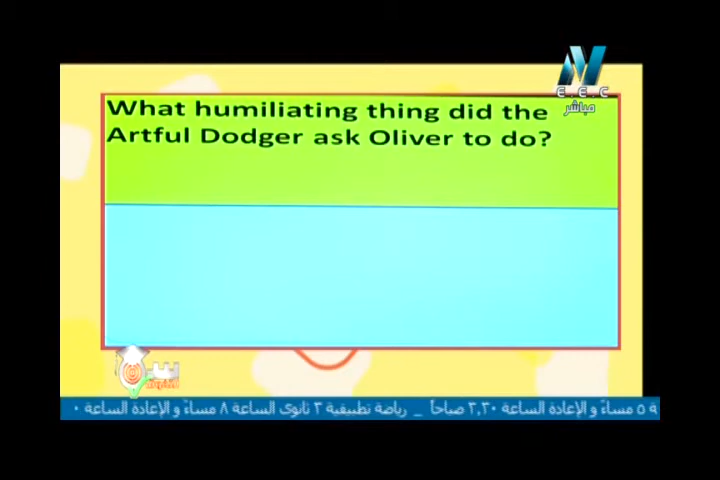 E.E.C
مباشر
What humiliating thing did the
Artful Dodger ask Oliver to do?
ة ٥ مساءً و الإعادة الساعة ٣,٣٠ صباحاً _ رياضة تطبيقية ٣ ثانوى الساعة ٨ مساءً و الإعادة الساعة ٠